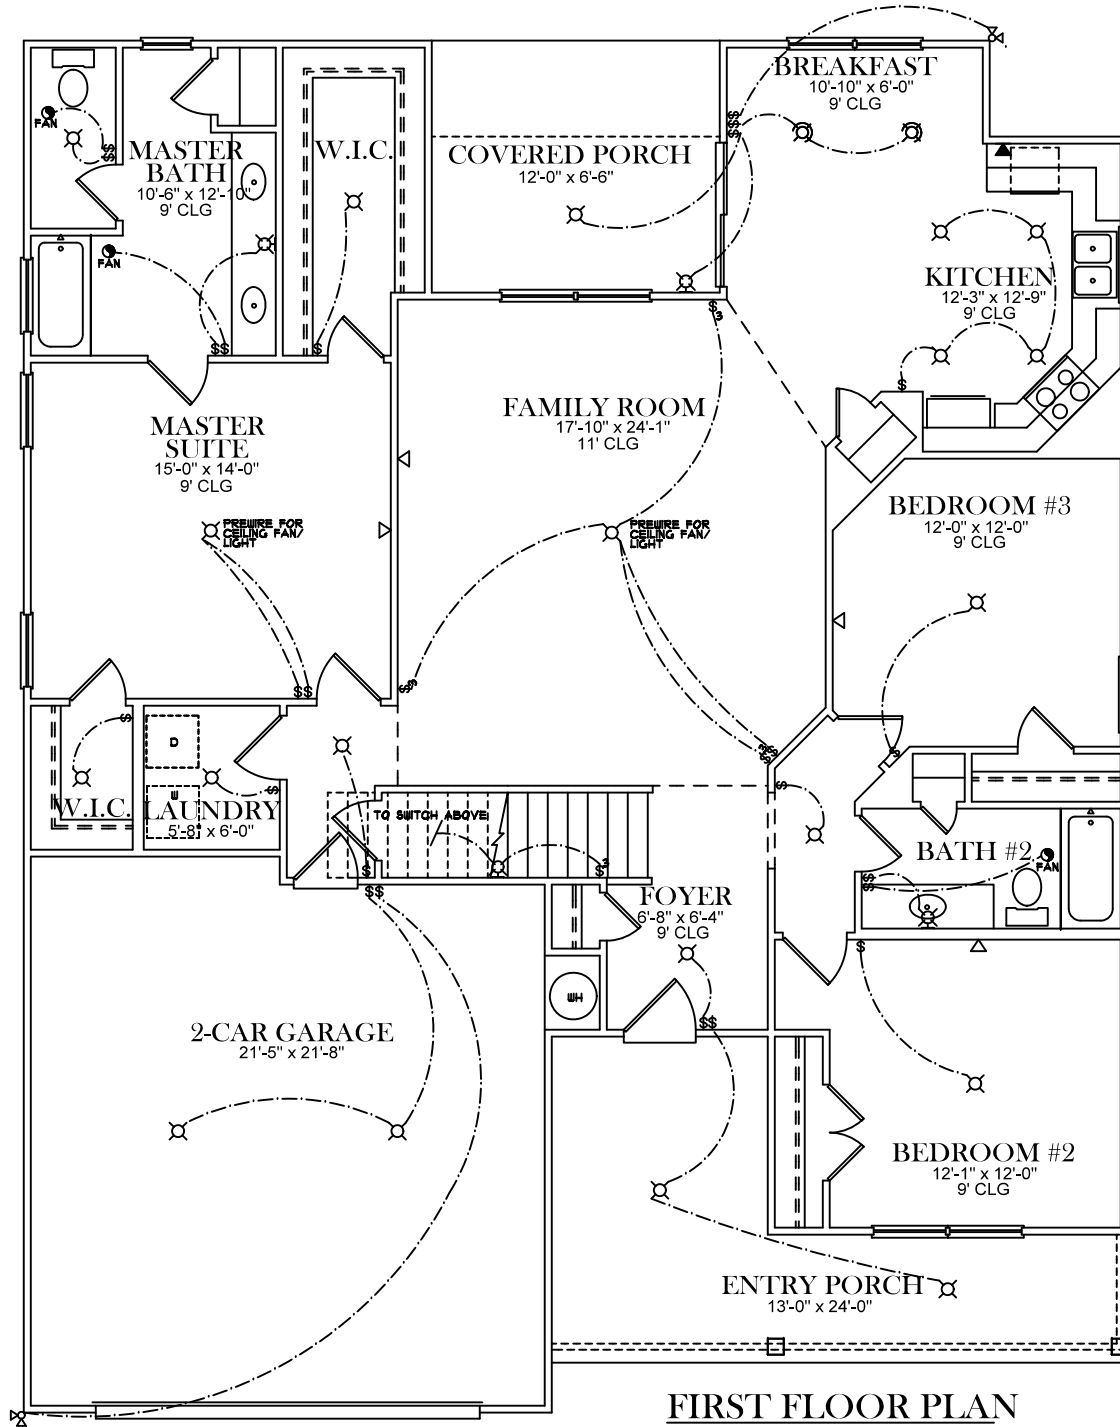 BREAKFAST
10'-10" x 6'-0"
9' CLG
FAN
MASTER
BATH
10'-6" x 12'-10"
9' CLG
FAN
W.I.C.
COVERED PORCH
12'-0" x 6'-6"
$$$
$$
KITCHEN
12'-3" x 12'-9"
9' CLG
$$
$
$3
$
FAMILY ROOM
17'-10" x 24'-1"
11' CLG
MASTER
SUITE
15'-0" x 14'-0"
9' CLG
PREWIRE FOR
CEILING FAN/
LIGHT
PREWIRE FOR
CEILING FAN/
LIGHT
BEDROOM #3
12'-0" x 12'-0"
9' CLG
$$
$3
$
D
W
W.I.C.
LAUNDRY
5'-8" x 6'-0"
$
TO SWITCH ABOVE
$
$3
$
$
BATH #2
FAN
$$
$$
FOYER
6'-8" x 6'-4"
9' CLG
$
WH
$$
2-CAR GARAGE
21'-5" x 21'-8"
BEDROOM #2
12'-1" x 12'-0"
9' CLG
ENTRY PORCH
13'-0" x 24'-0"
FIRST FLOOR PLAN